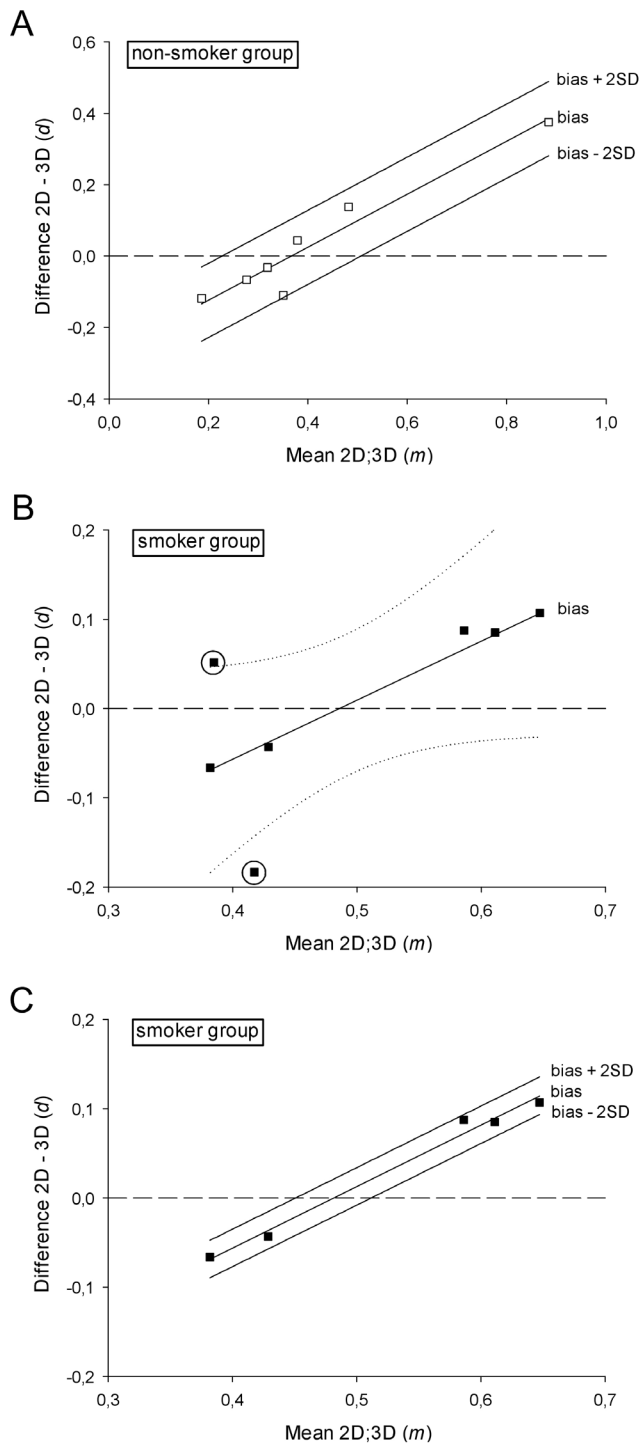 A
non-smoker group
0,6
0,4
0,2
0,0
-0,2
-0,4
Difference 2D - 3D (d)
bias + 2SD
bias
bias - 2SD
0,0 0,2 0,4 0,6 0,8 1,0
Mean 2D;3D (m)
B
smoker group
0,2
0,1
0,0
-0,1
-0,2
Difference 2D - 3D (d)
bias
0,3 0,4 0,5 0,6 0,7
Mean 2D;3D (m)
C
smoker group
0,2
0,1
0,0
-0,1
-0,2
Difference 2D - 3D (d)
bias + 2SD
bias
bias - 2SD
0,3 0,4 0,5 0,6 0,7
Mean 2D;3D (m)